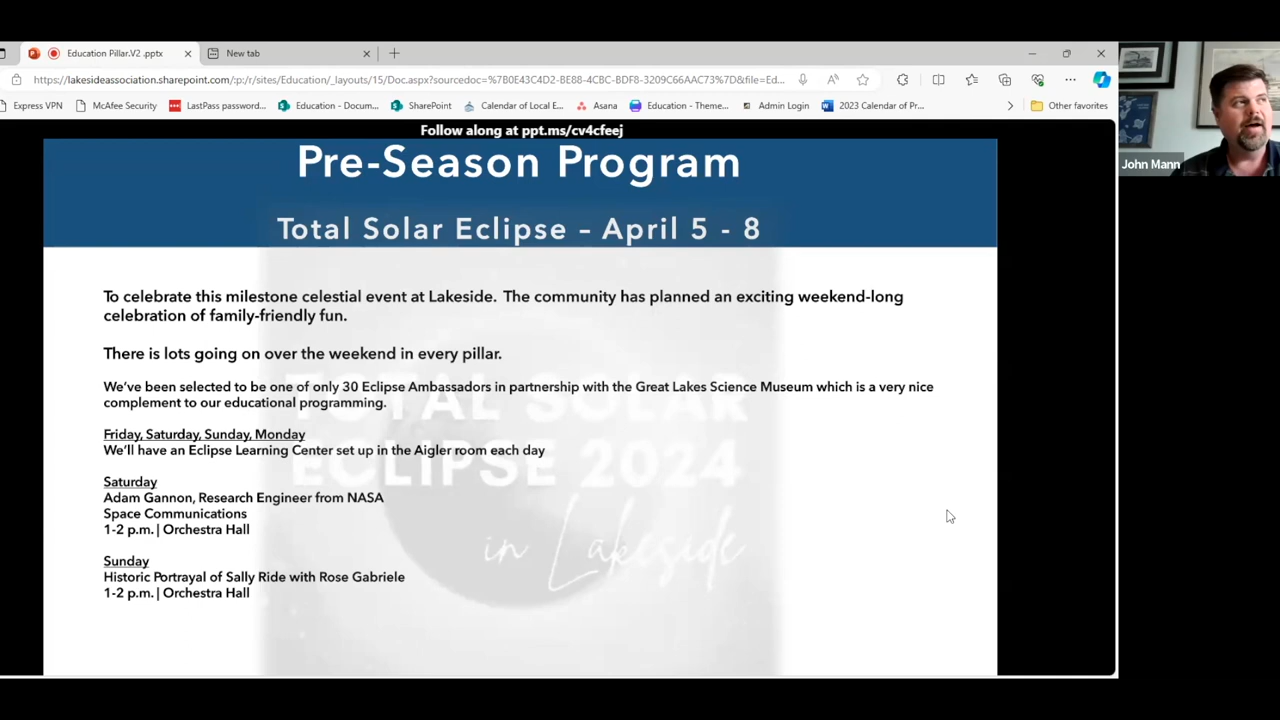 Education Pillar.V2 .pptx
New tab
https://lakesideassociation.sharepoint.com/:p:/r/sites/Education/_layouts/15/Doc.aspx?sourcedoc=%7B0E43C4D2-BE88-4CBC-BDF8-3209C66AAC73%7D&file=Ed...
Express VPN
McAfee Security
LastPass password...
Education - Docum...
SharePoint
Calendar of Local E...
Asana
Education - Theme...
Admin Login
2023 Calendar of Pr...
Other favorites
Follow along at ppt.ms/cv4cfeej
John Mann
Pre-Season Program
Total Solar Eclipse – April 5 - 8
To celebrate this milestone celestial event at Lakeside. The community has planned an exciting weekend-long
celebration of family-friendly fun.
There is lots going on over the weekend in every pillar.
We've been selected to be one of only 30 Eclipse Ambassadors in partnership with the Great Lakes Science Museum which is a very nice
complement to our educational programming.
Friday, Saturday, Sunday, Monday
We'll have an Eclipse Learning Center set up in the Aigler room each day
Saturday
Adam Gannon, Research Engineer from NASA
Space Communications
1-2 p.m. | Orchestra Hall
Sunday
Historic Portrayal of Sally Ride with Rose Gabriele
1-2 p.m. | Orchestra Hall
TOTAL SOLAR
ECLIPSE 2024
in Lakeside